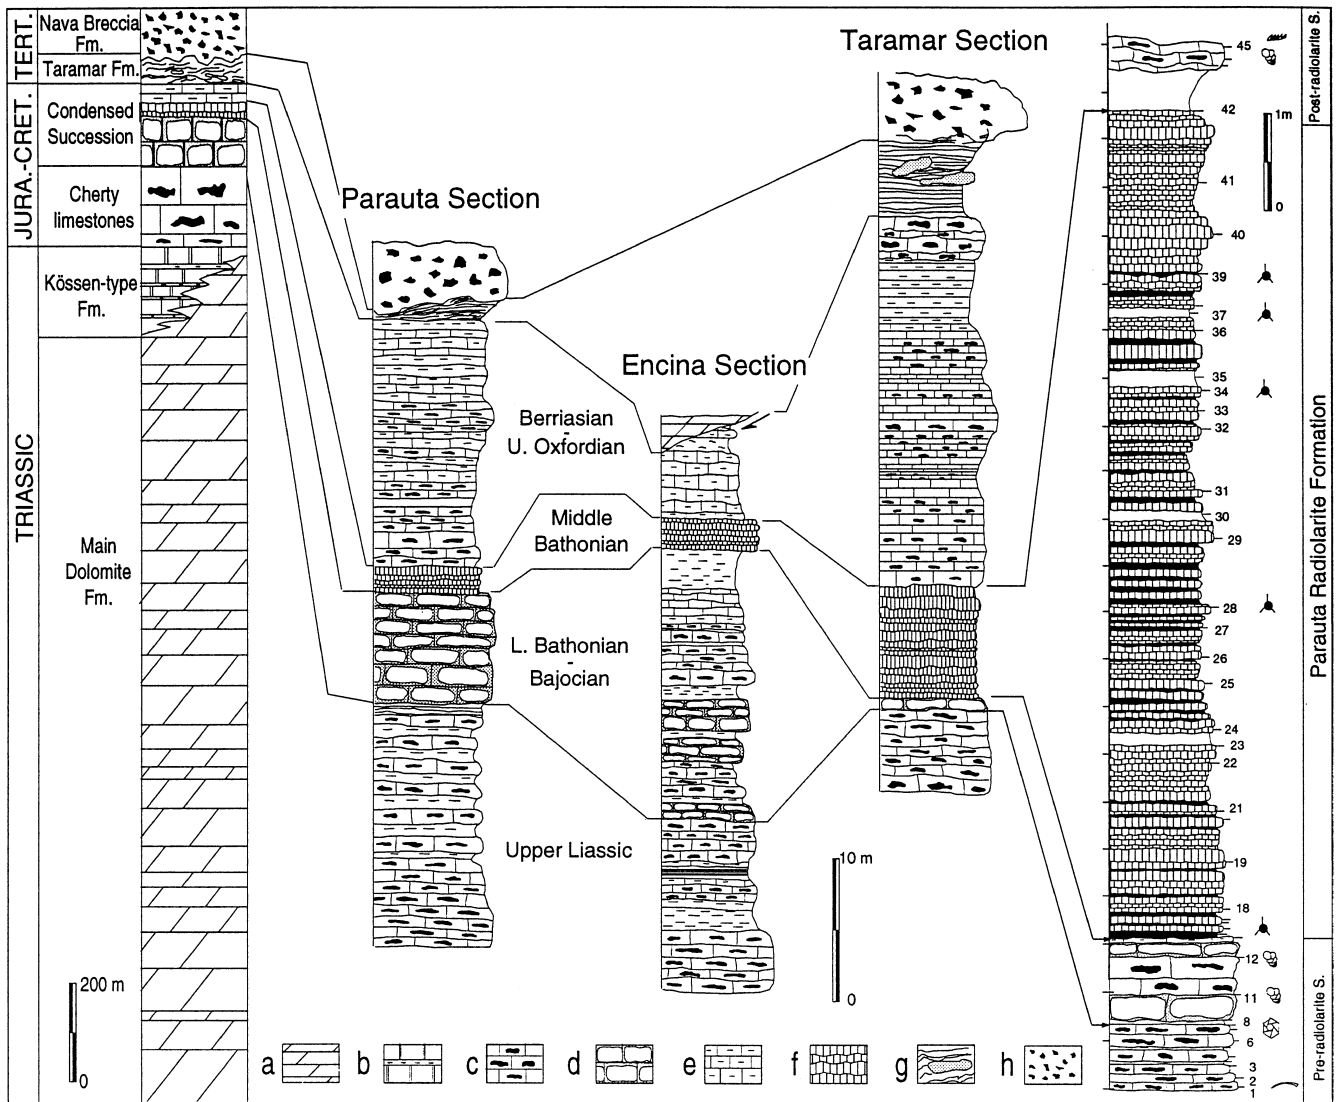 TERT.
JURA.-CRET.
TRIASSIC
Nava Breccia
Fm.
Taramar Fm.
Condensed
Succession
Cherty
limestones
Kössen-type
Fm.
Main
Dolomite
Fm.
200 m
0
Parauta Section
Encina Section
Taramar Section
Berriasian
-
U. Oxfordian
Middle
Bathonian
L. Bathonian
-
Bajocian
Upper Liassic
10 m
0
a
b
c
d
e
f
g
h
45
42
41
40
39
37
36
35
34
33
32
31
30
29
28
27
26
25
24
23
22
21
19
18
12
11
8
6
3
2
1
1m
0
Post-radiolarite S.
Parauta Radiolarite Formation
Pre-radiolarite S.